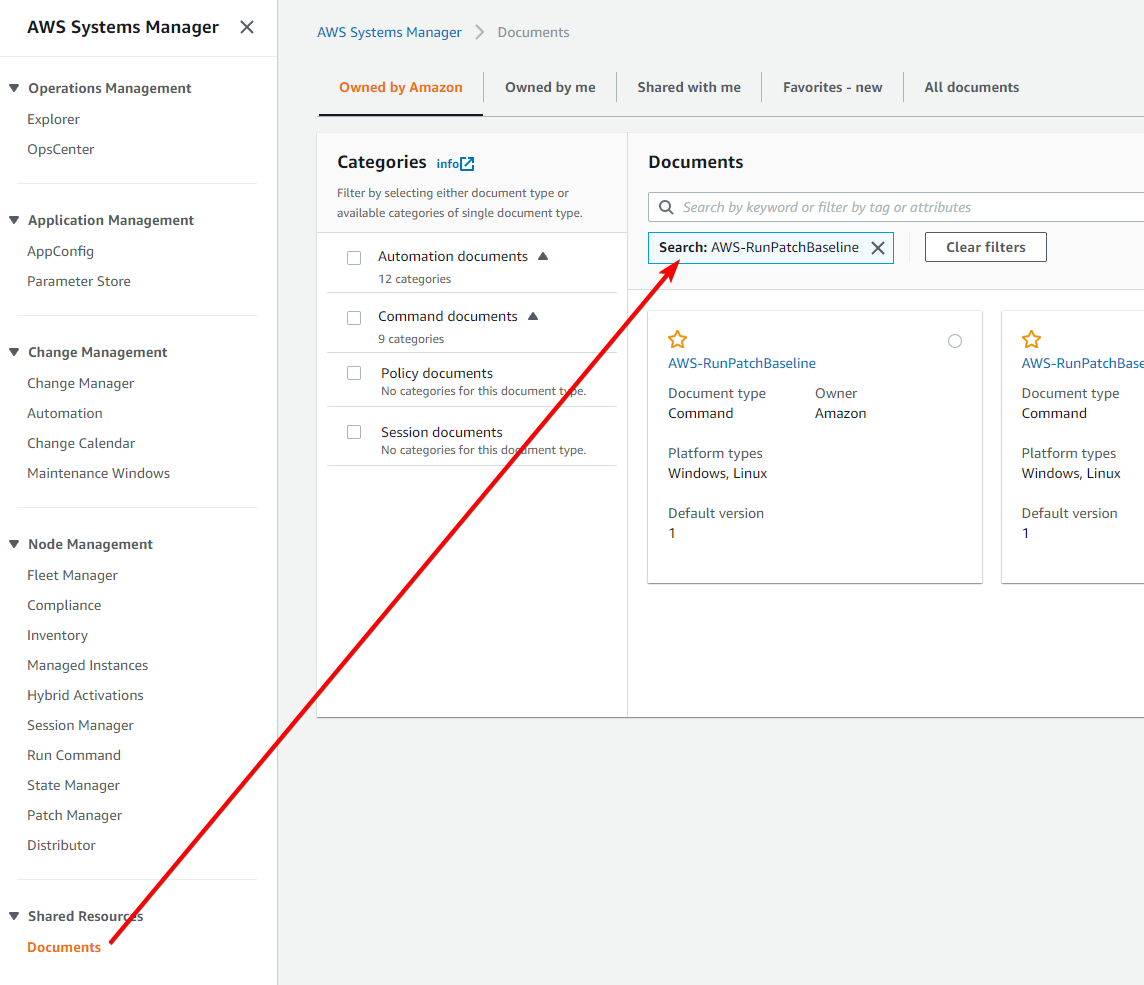 AWS Systems Manager
Operations Management
Explorer
OpsCenter
Application Management
AppConfig
Parameter Store
Change Management
Change Manager
Automation
Change Calendar
Maintenance Windows
Node Management
Fleet Manager
Compliance
Inventory
Managed Instances
Hybrid Activations
Session Manager
Run Command
State Manager
Patch Manager
Distributor
Shared Resources
Documents
AWS Systems Manager > Documents
Owned by Amazon
Owned by me
Shared with me
Favorites - new
All documents
Categories info
Filter by selecting either document type or
available categories of single document type.
Automation documents
12 categories
Command documents
9 categories
Policy documents
No categories for this document type.
Session documents
No categories for this document type.
Documents
Search by keyword or filter by tag or attributes
Search: AWS-RunPatchBaseline
Clear filters
AWS-RunPatchBaseline
Document type
Command
Owner
Amazon
Platform types
Windows, Linux
Default version
1
AWS-RunPatchBase
Document type
Command
Platform types
Windows, Linux
Default version
1